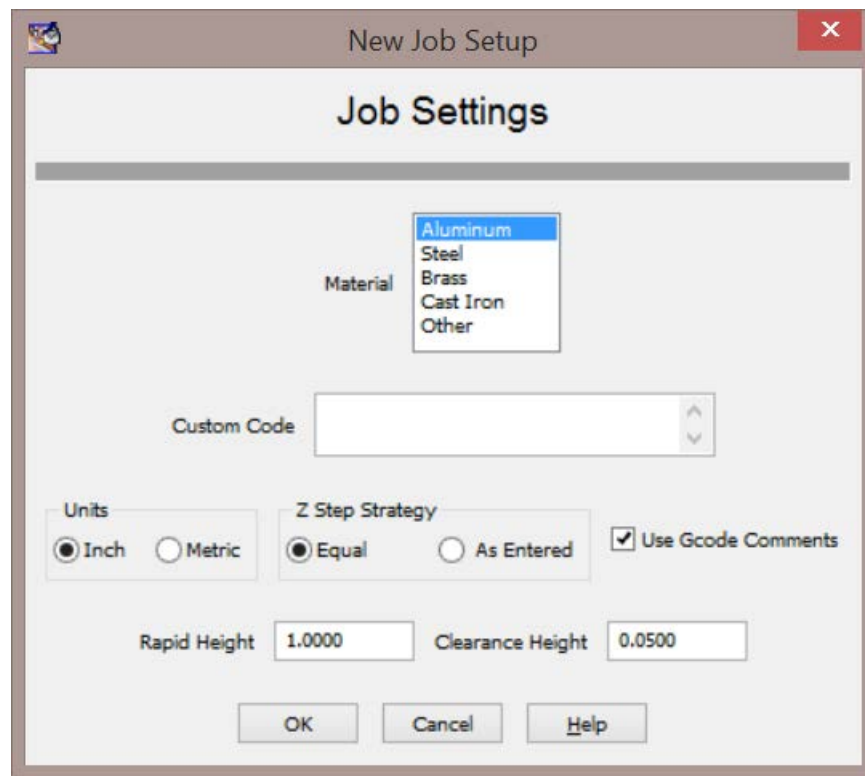 New Job Setup
Job Settings
Material
Aluminum
Steel
Brass
Cast Iron
Other
Custom Code
Units
Inch
Metric
Z Step Strategy
Equal
As Entered
Use Gcode Comments
Rapid Height 1.0000 Clearance Height 0.0500
OK Cancel Help